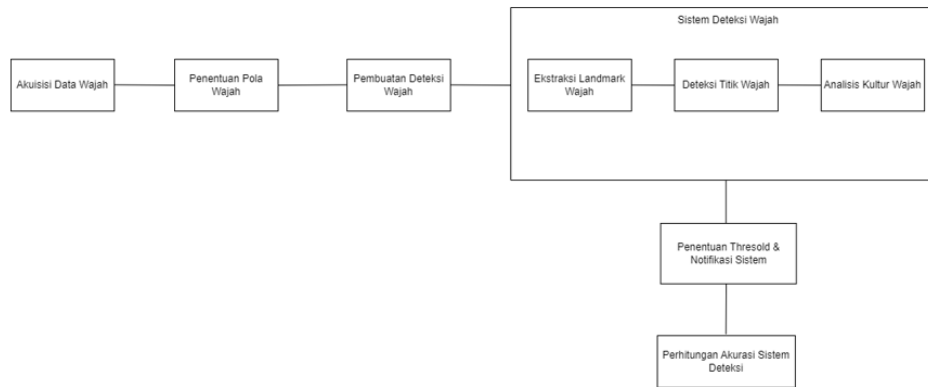 Sistem Deteksi Wajah
Akuisisi Data Wajah
Penentuan Pola
Wajah
Pembuatan Deteksi
Wajah
Ekstraksi Landmark
Wajah
Deteksi Titik Wajah
Analisis Kultur Wajah
Penentuan Thresold &
Notifikasi Sistem
Perhitungan Akurasi Sistem
Deteksi